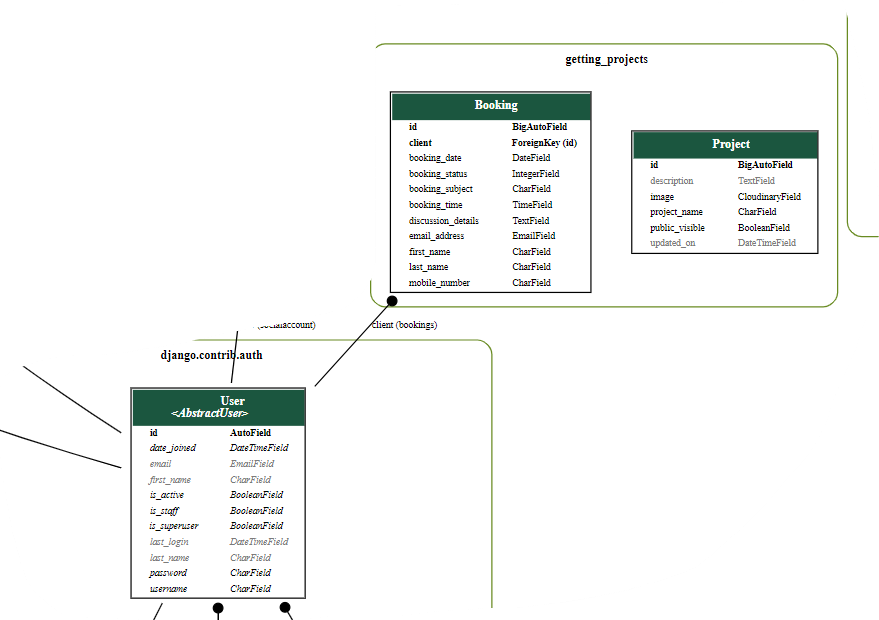 getting_projects
Booking
id BigAutoField
client ForeignKey (id)
booking_date DateField
booking_status IntegerField
booking_subject CharField
booking_time TimeField
discussion_details TextField
email_address EmailField
first_name CharField
last_name CharField
mobile_number CharField
Project
id BigAutoField
description TextField
image CloudinaryField
project_name CharField
public_visible BooleanField
updated_on DateTimeField
client (bookings)
django.contrib.auth
User
<AbstractUser>
id AutoField
date_joined DateTimeField
email EmailField
first_name CharField
is_active BooleanField
is_staff BooleanField
is_superuser BooleanField
last_login DateTimeField
last_name CharField
password CharField
username CharField